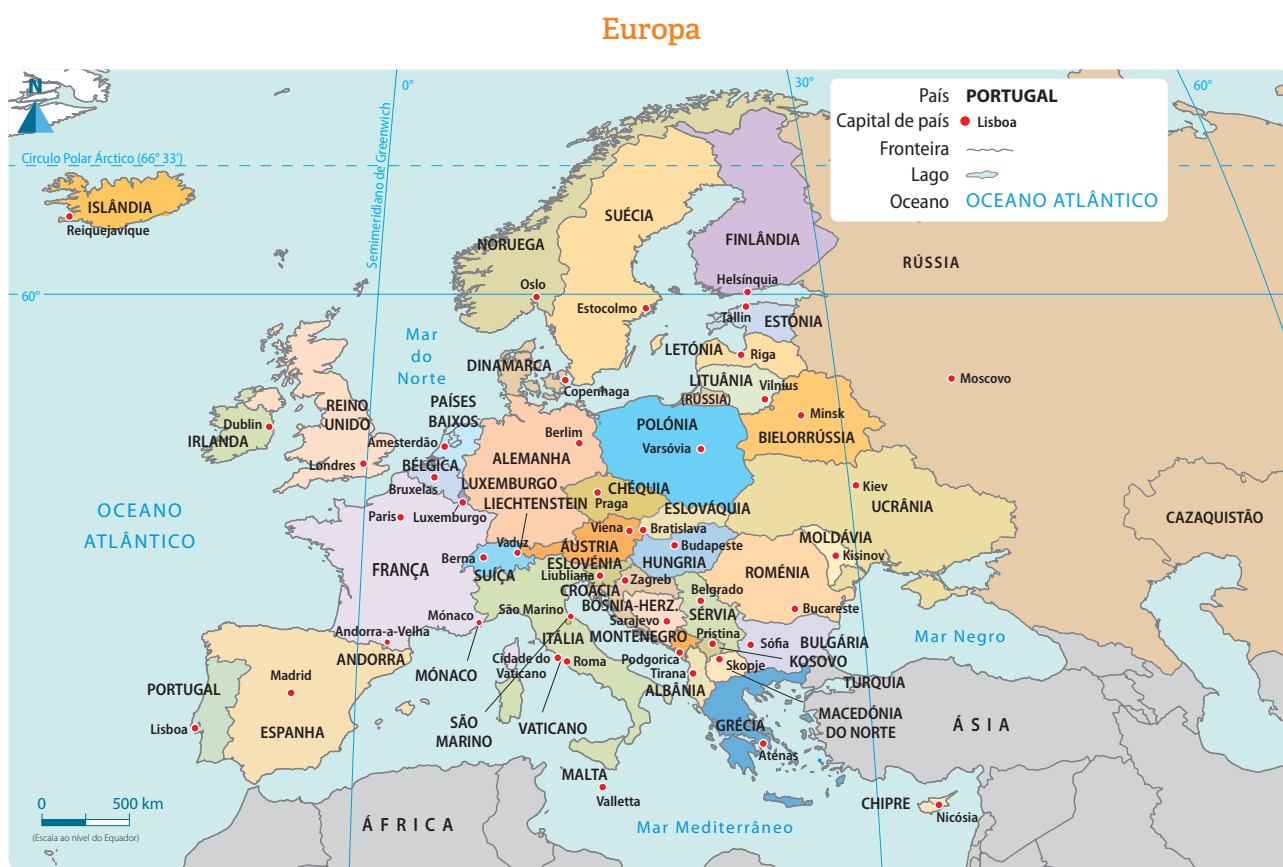 Europa
N
0°
30°
60°
País PORTUGAL
Capital de país Lisboa
Fronteira
Lago
Oceano OCEANO ATLÂNTICO
Círculo Polar Árctico (66° 33')
Semimeridiano de Greenwich
ISLÂNDIA
Reiquejavique
SUÉCIA
NORUEGA
FINLÂNDIA
RÚSSIA
60°
Oslo
Helsínquia
Estocolmo
Tallin
ESTÓNIA
Mar
do
Norte
LETÓNIA
Riga
DINAMARCA
Copenhaga
LITUÂNIA
Vilnius
(RÚSSIA)
Moscovo
PAÍSES
BAIXOS
REINO
UNIDO
Dublin
IRLANDA
Minsk
BIELORRÚSSIA
POLÓNIA
Varsóvia
Berlim
Amesterdão
ALEMANHA
Londres
BÉLGICA
Bruxelas
LUXEMBURGO
Luxemburgo
LIECHTENSTEIN
CHÉQUIA
Praga
ESLOVÁQUIA
Kiev
UCRÂNIA
OCEANO
ATLÂNTICO
Paris
CAZAQUISTÃO
Viena
Bratislava
Vaduz
ÁUSTRIA
Budapeste
HUNGRIA
MOLDÁVIA
Kisinov
Berna
SUÍÇA
FRANÇA
ESLOVÉNIA
Liubliana
CROÁCIA
Zagreb
ROMÉNIA
Belgrado
SÉRVIA
Bucareste
BÓSNIA-HERZ.
Sarajevo
Mónaco
São Marino
Andorra-a-Velha
ANDORRA
ITÁLIA
MONTENEGRO
Pristina
Sófia
BULGÁRIA
KOSOVO
Mar Negro
MÓNACO
Cidade do
Vaticano
Roma
Podgorica
Tirana
Skopje
ALBÂNIA
TURQUIA
PORTUGAL
Madrid
Lisboa
ESPANHA
SÃO
MARINO
VATICANO
MACEDÓNIA
DO NORTE
GRÉCIA
Atenas
ÁSIA
MALTA
Valletta
CHIPRE
Nicósia
0 500 km
(Escala ao nível do Equador)
ÁFRICA
Mar Mediterrâneo